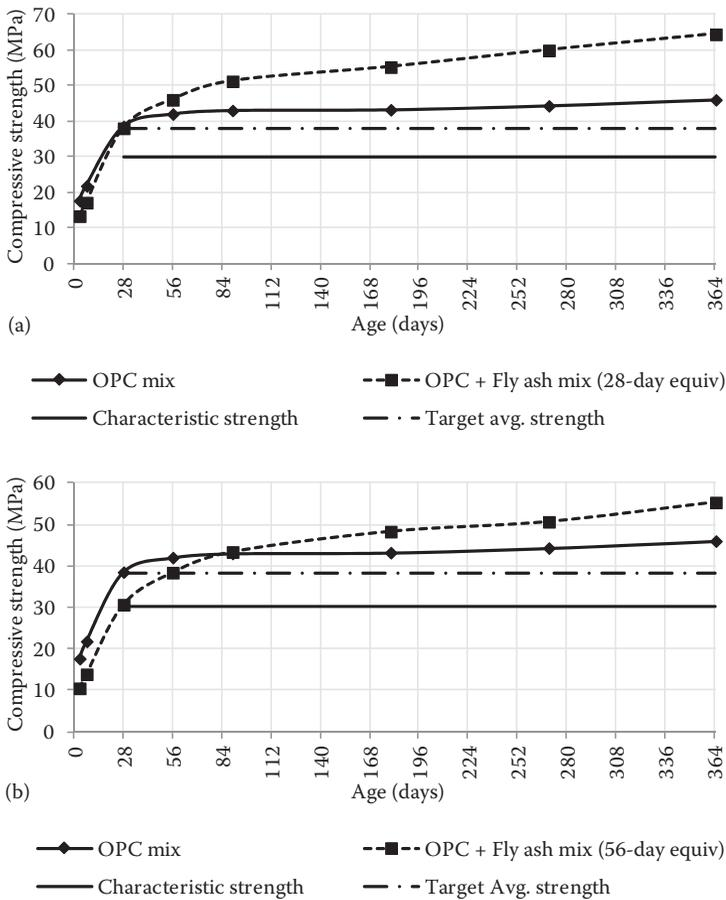 Compressive strength (MPa)
70
60
50
40
30
20
10
0
0 28 56 84 112 140 168 196 224 252 280 308 336 364
(a) Age (days)
OPC mix OPC + Fly ash mix (28-day equiv)
Characteristic strength Target avg. strength
Compressive strength (MPa)
60
50
40
30
20
10
0
0 28 56 84 112 140 168 196 224 252 280 308 336 364
(b) Age (days)
OPC mix OPC + Fly ash mix (56-day equiv)
Characteristic strength Target Avg. strength